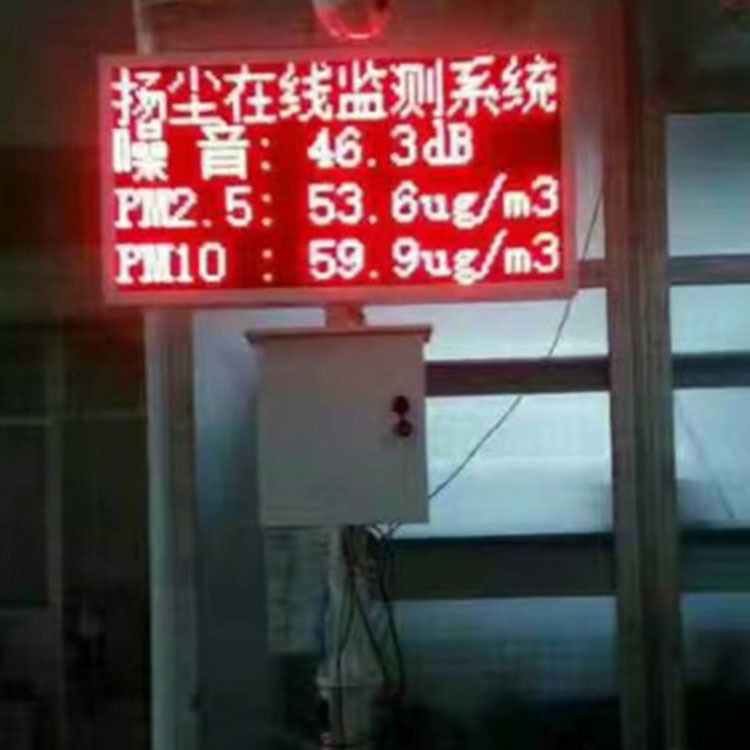 扬尘在线监测系统
噪 音: 46.3dB
PM2.5: 53.6ug/m3
PM10 : 59.9ug/m3